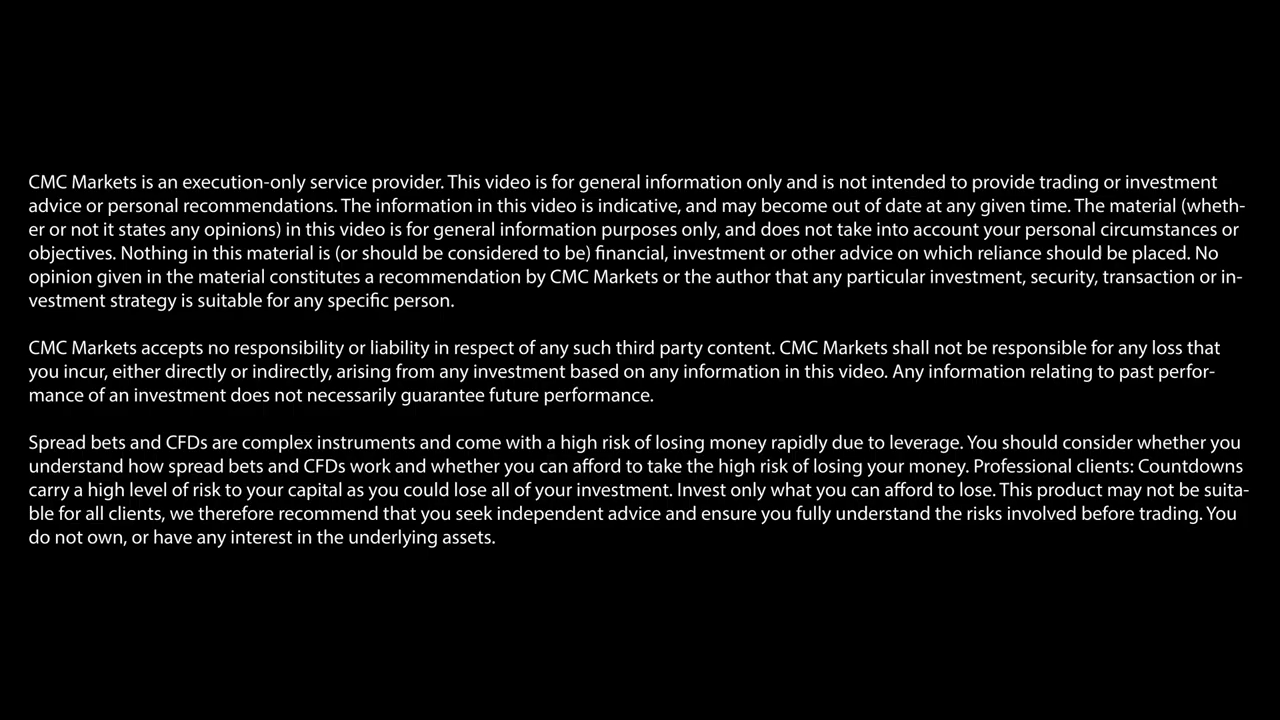 CMC Markets is an execution-only service provider. This video is for general information only and is not intended to provide trading or investment
advice or personal recommendations. The information in this video is indicative, and may become out of date at any given time. The material (wheth-
er or not it states any opinions) in this video is for general information purposes only, and does not take into account your personal circumstances or
objectives. Nothing in this material is (or should be considered to be) financial, investment or other advice on which reliance should be placed. No
opinion given in the material constitutes a recommendation by CMC Markets or the author that any particular investment, security, transaction or in-
vestment strategy is suitable for any specific person.
CMC Markets accepts no responsibility or liability in respect of any such third party content. CMC Markets shall not be responsible for any loss that
you incur, either directly or indirectly, arising from any investment based on any information in this video. Any information relating to past perfor-
mance of an investment does not necessarily guarantee future performance.
Spread bets and CFDs are complex instruments and come with a high risk of losing money rapidly due to leverage. You should consider whether you
understand how spread bets and CFDs work and whether you can afford to take the high risk of losing your money. Professional clients: Countdowns
carry a high level of risk to your capital as you could lose all of your investment. Invest only what you can afford to lose. This product may not be suita-
ble for all clients, we therefore recommend that you seek independent advice and ensure you fully understand the risks involved before trading. You
do not own, or have any interest in the underlying assets.